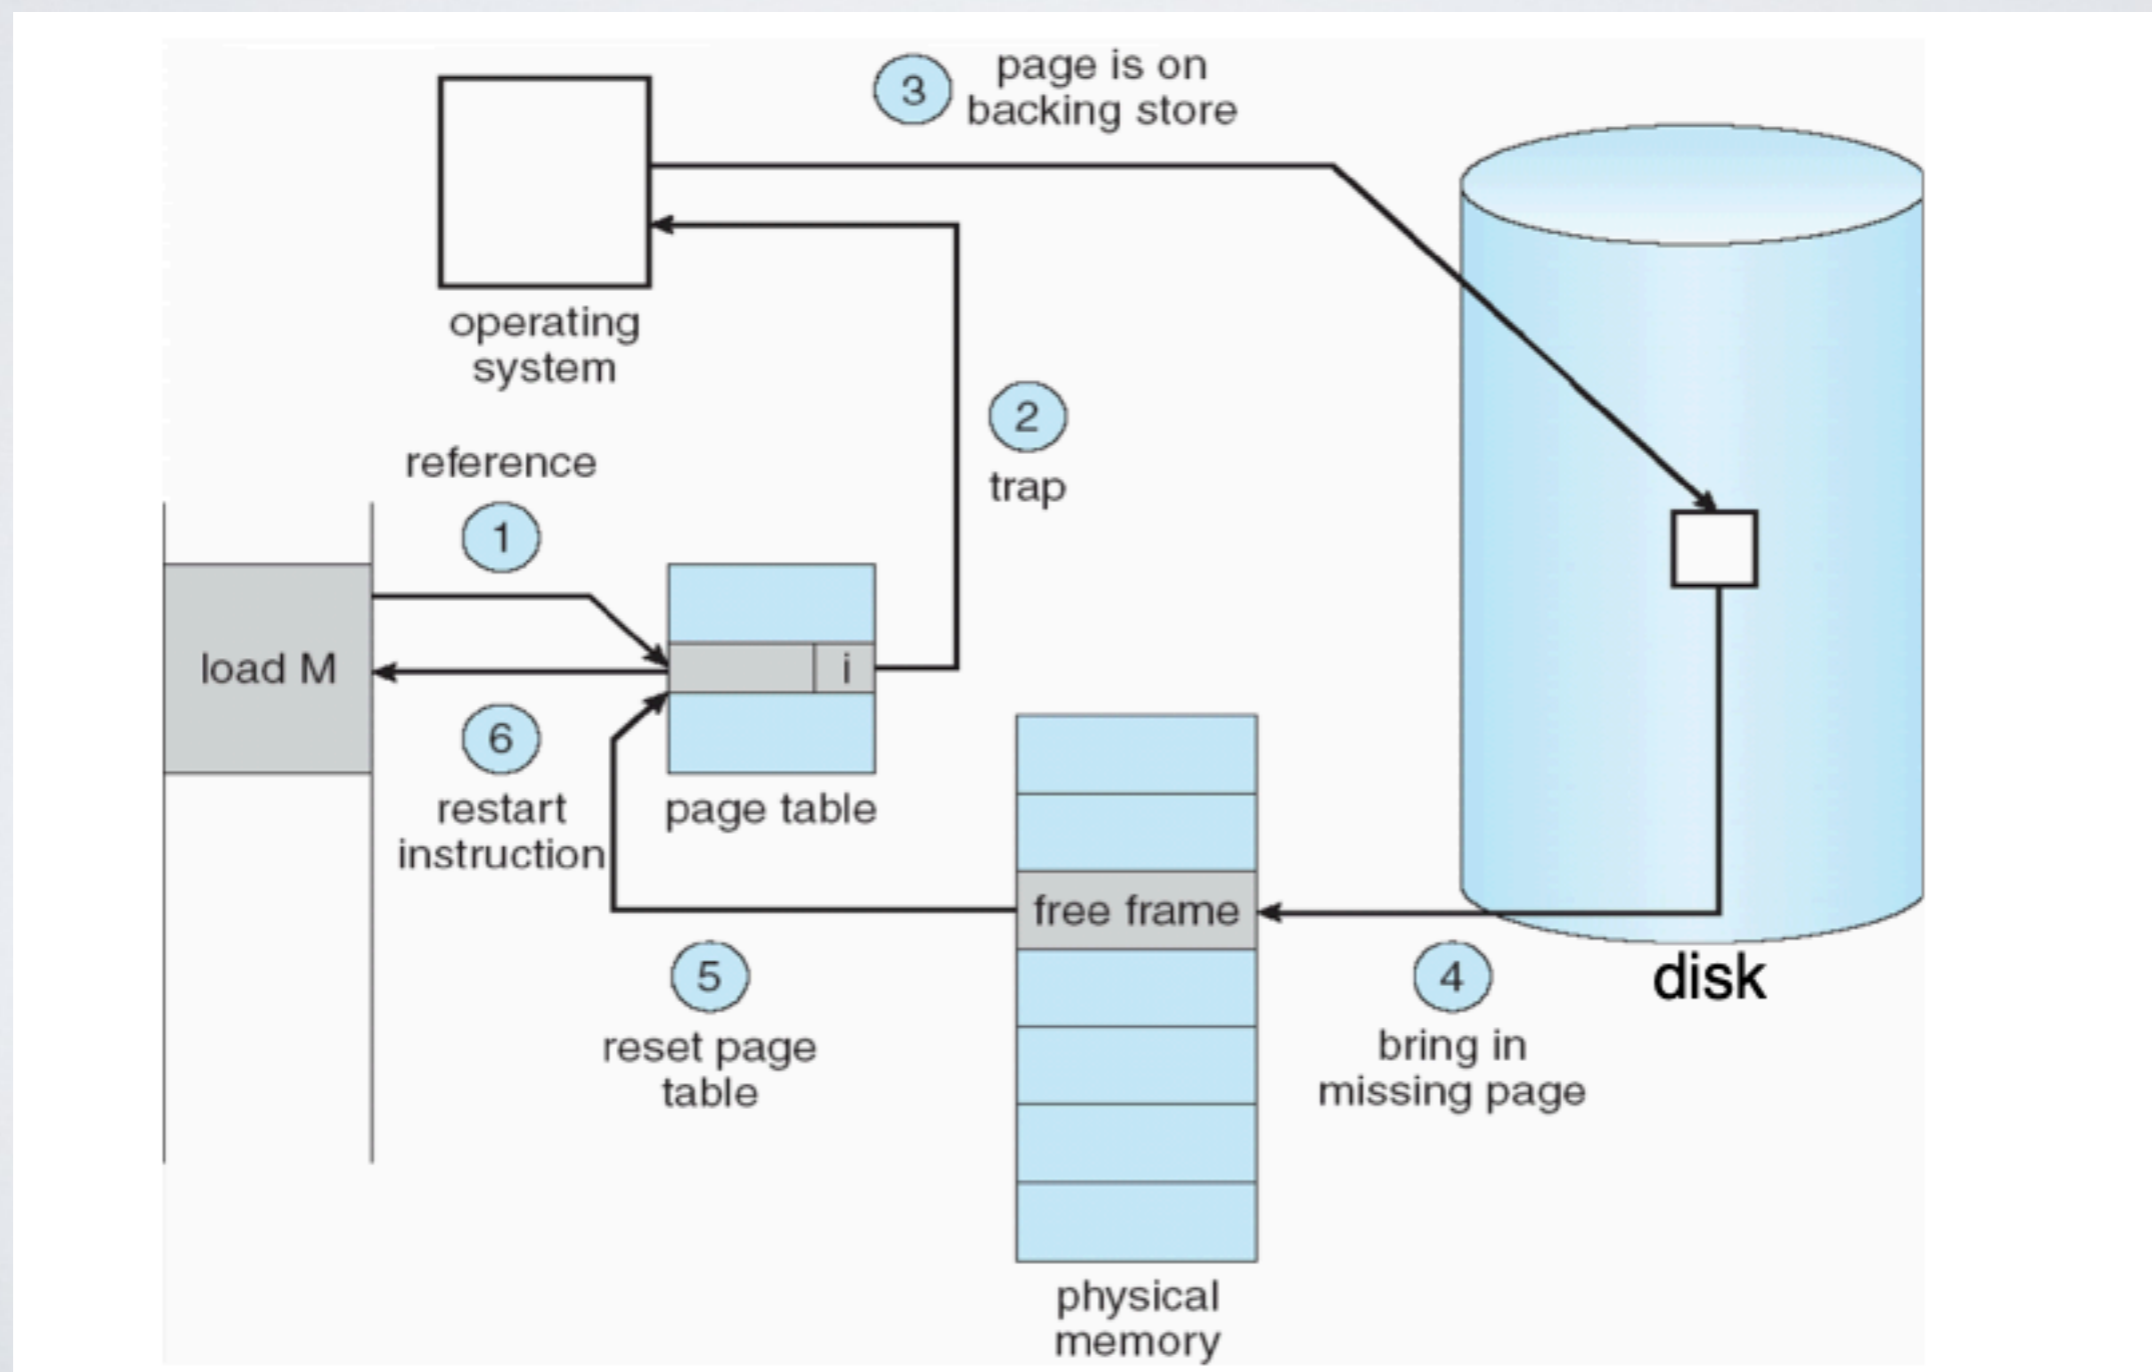 3
page is on
backing store
operating
system
2
trap
reference
1
load M
i
6
restart
instruction
page table
free frame
5
reset page
table
4
bring in
missing page
disk
physical
memory